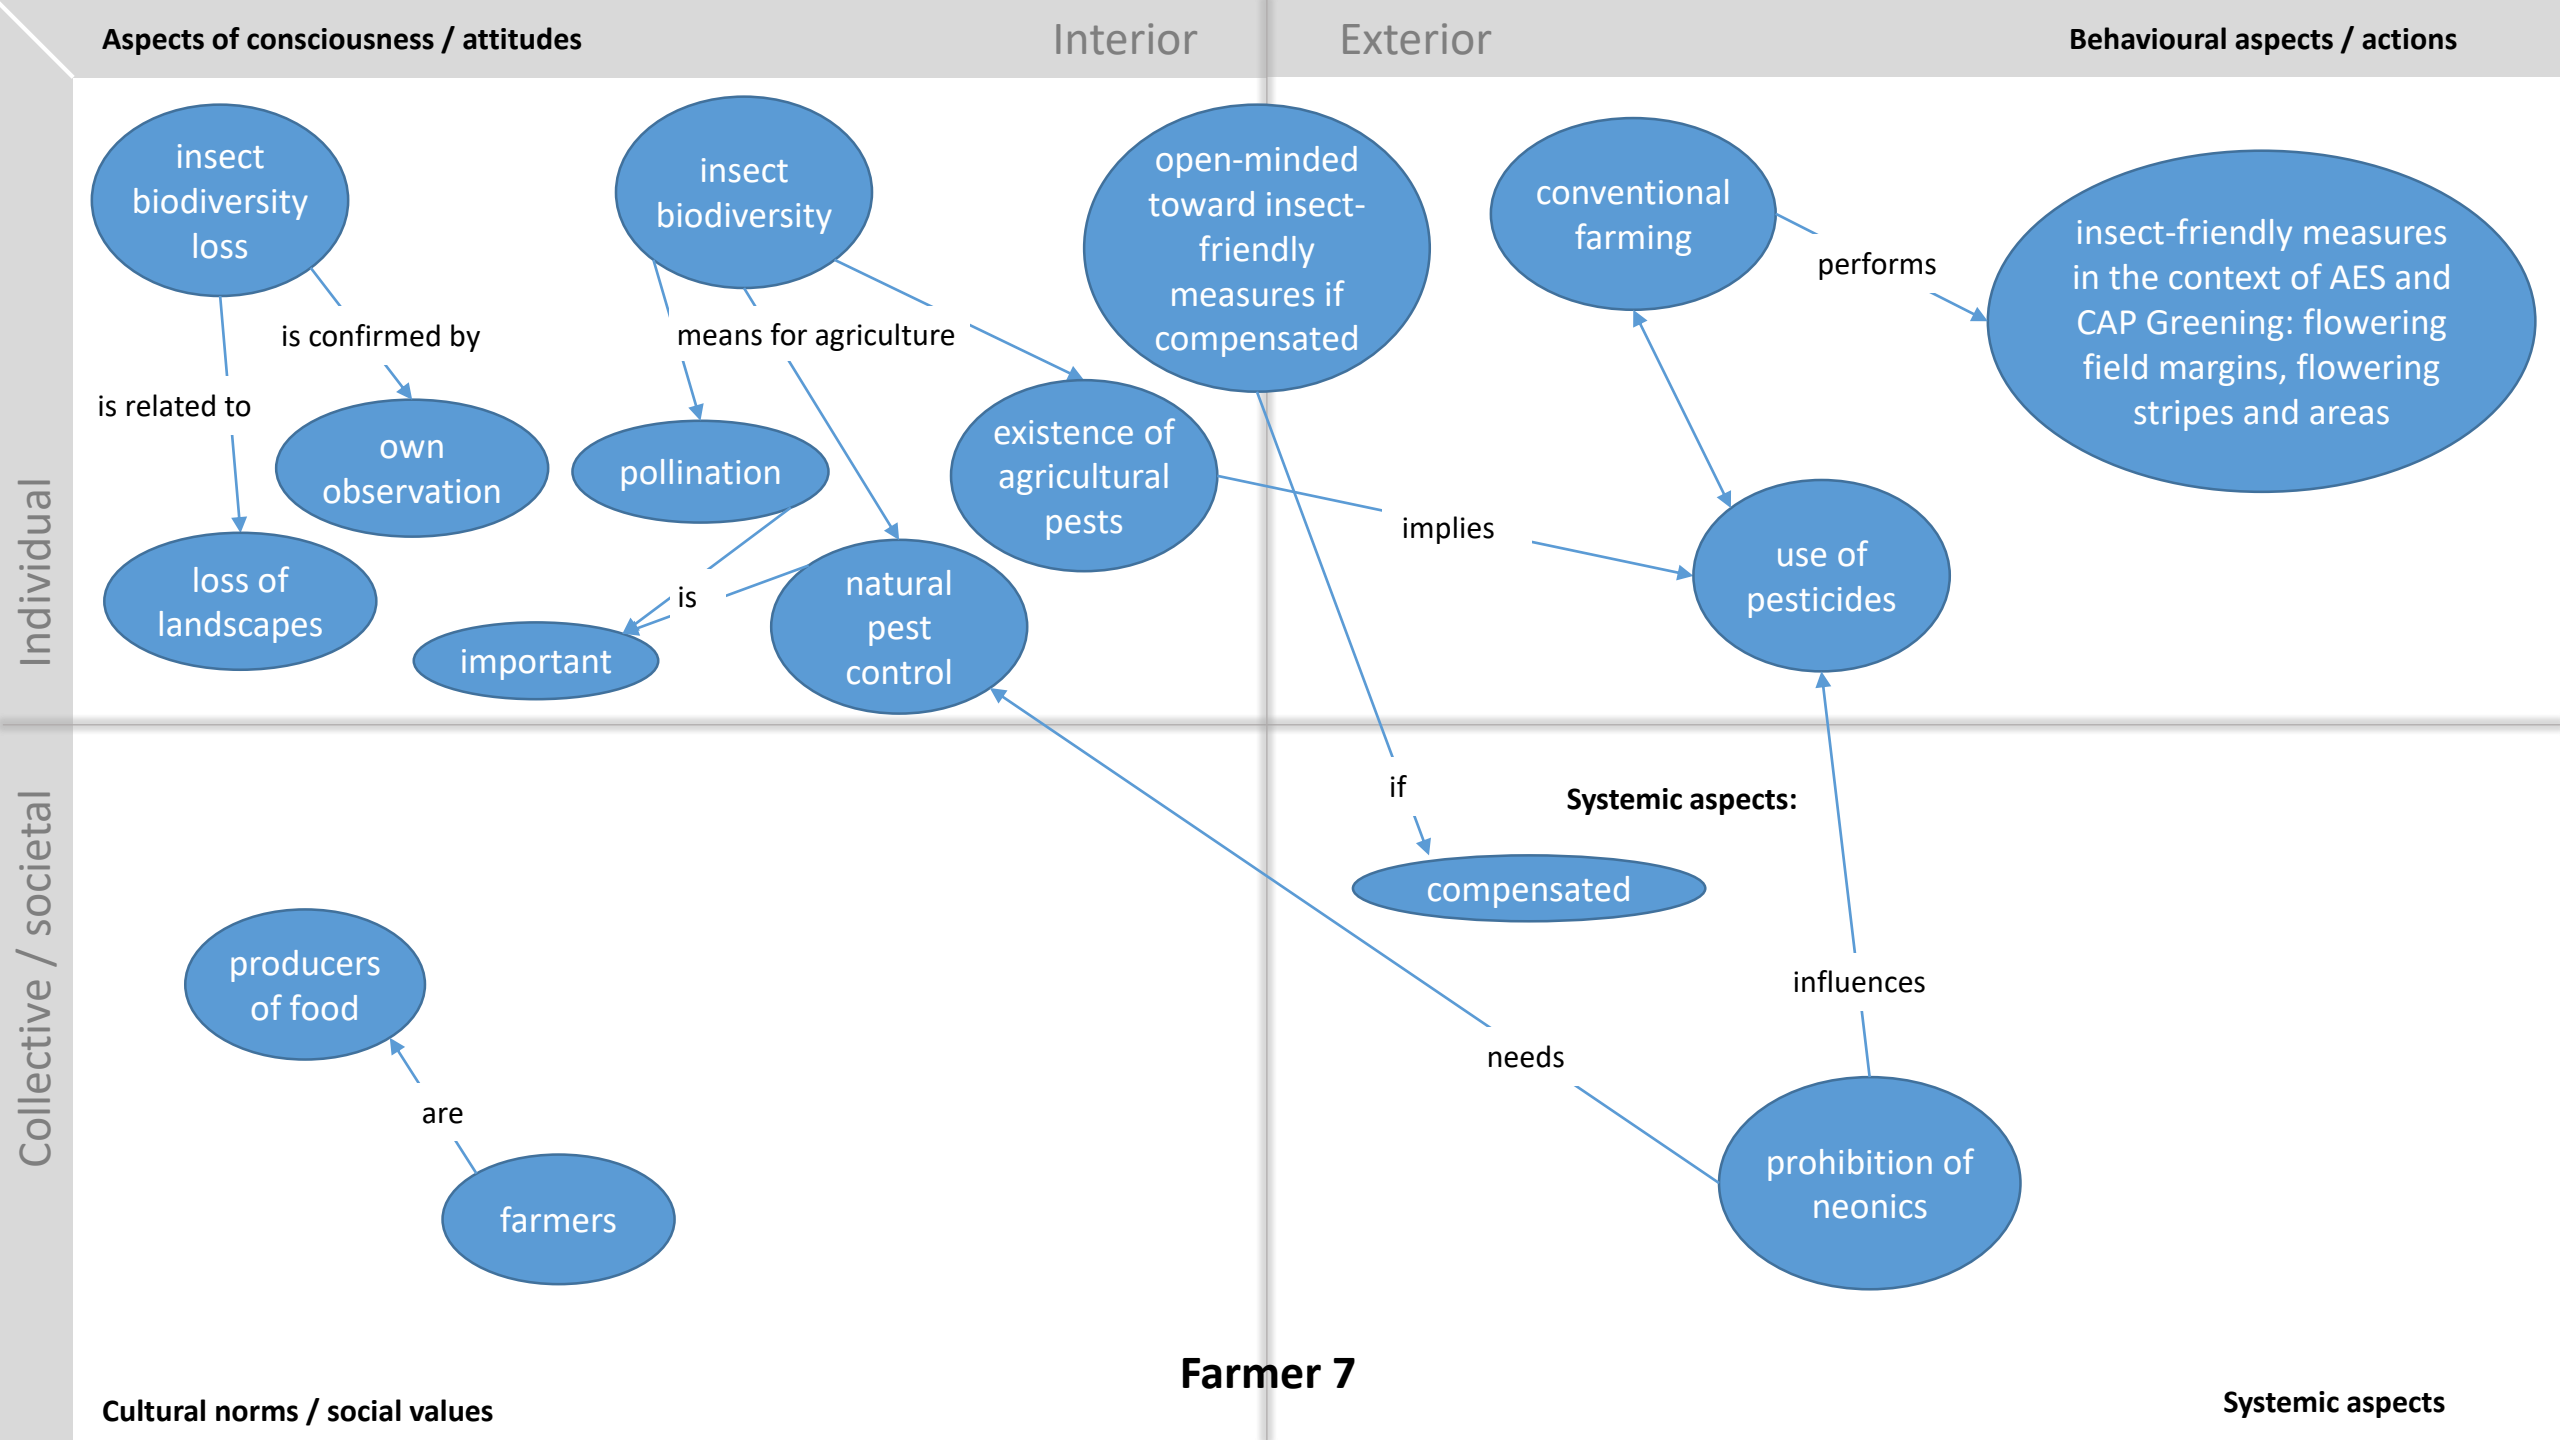 Aspects of consciousness / attitudes
Interior
Exterior
Behavioural aspects / actions
Individual
insect
biodiversity
loss
is confirmed by
is related to
own
observation
loss of
landscapes
insect
biodiversity
means for agriculture
pollination
is
important
natural
pest
control
existence of
agricultural
pests
open-minded
toward insect-
friendly
measures if
compensated
conventional
farming
performs
insect-friendly measures
in the context of AES and
CAP Greening: flowering
field margins, flowering
stripes and areas
implies
use of
pesticides
Collective / societal
producers
of food
are
farmers
if
Systemic aspects:
compensated
influences
needs
prohibition of
neonics
Farmer 7
Cultural norms / social values
Systemic aspects